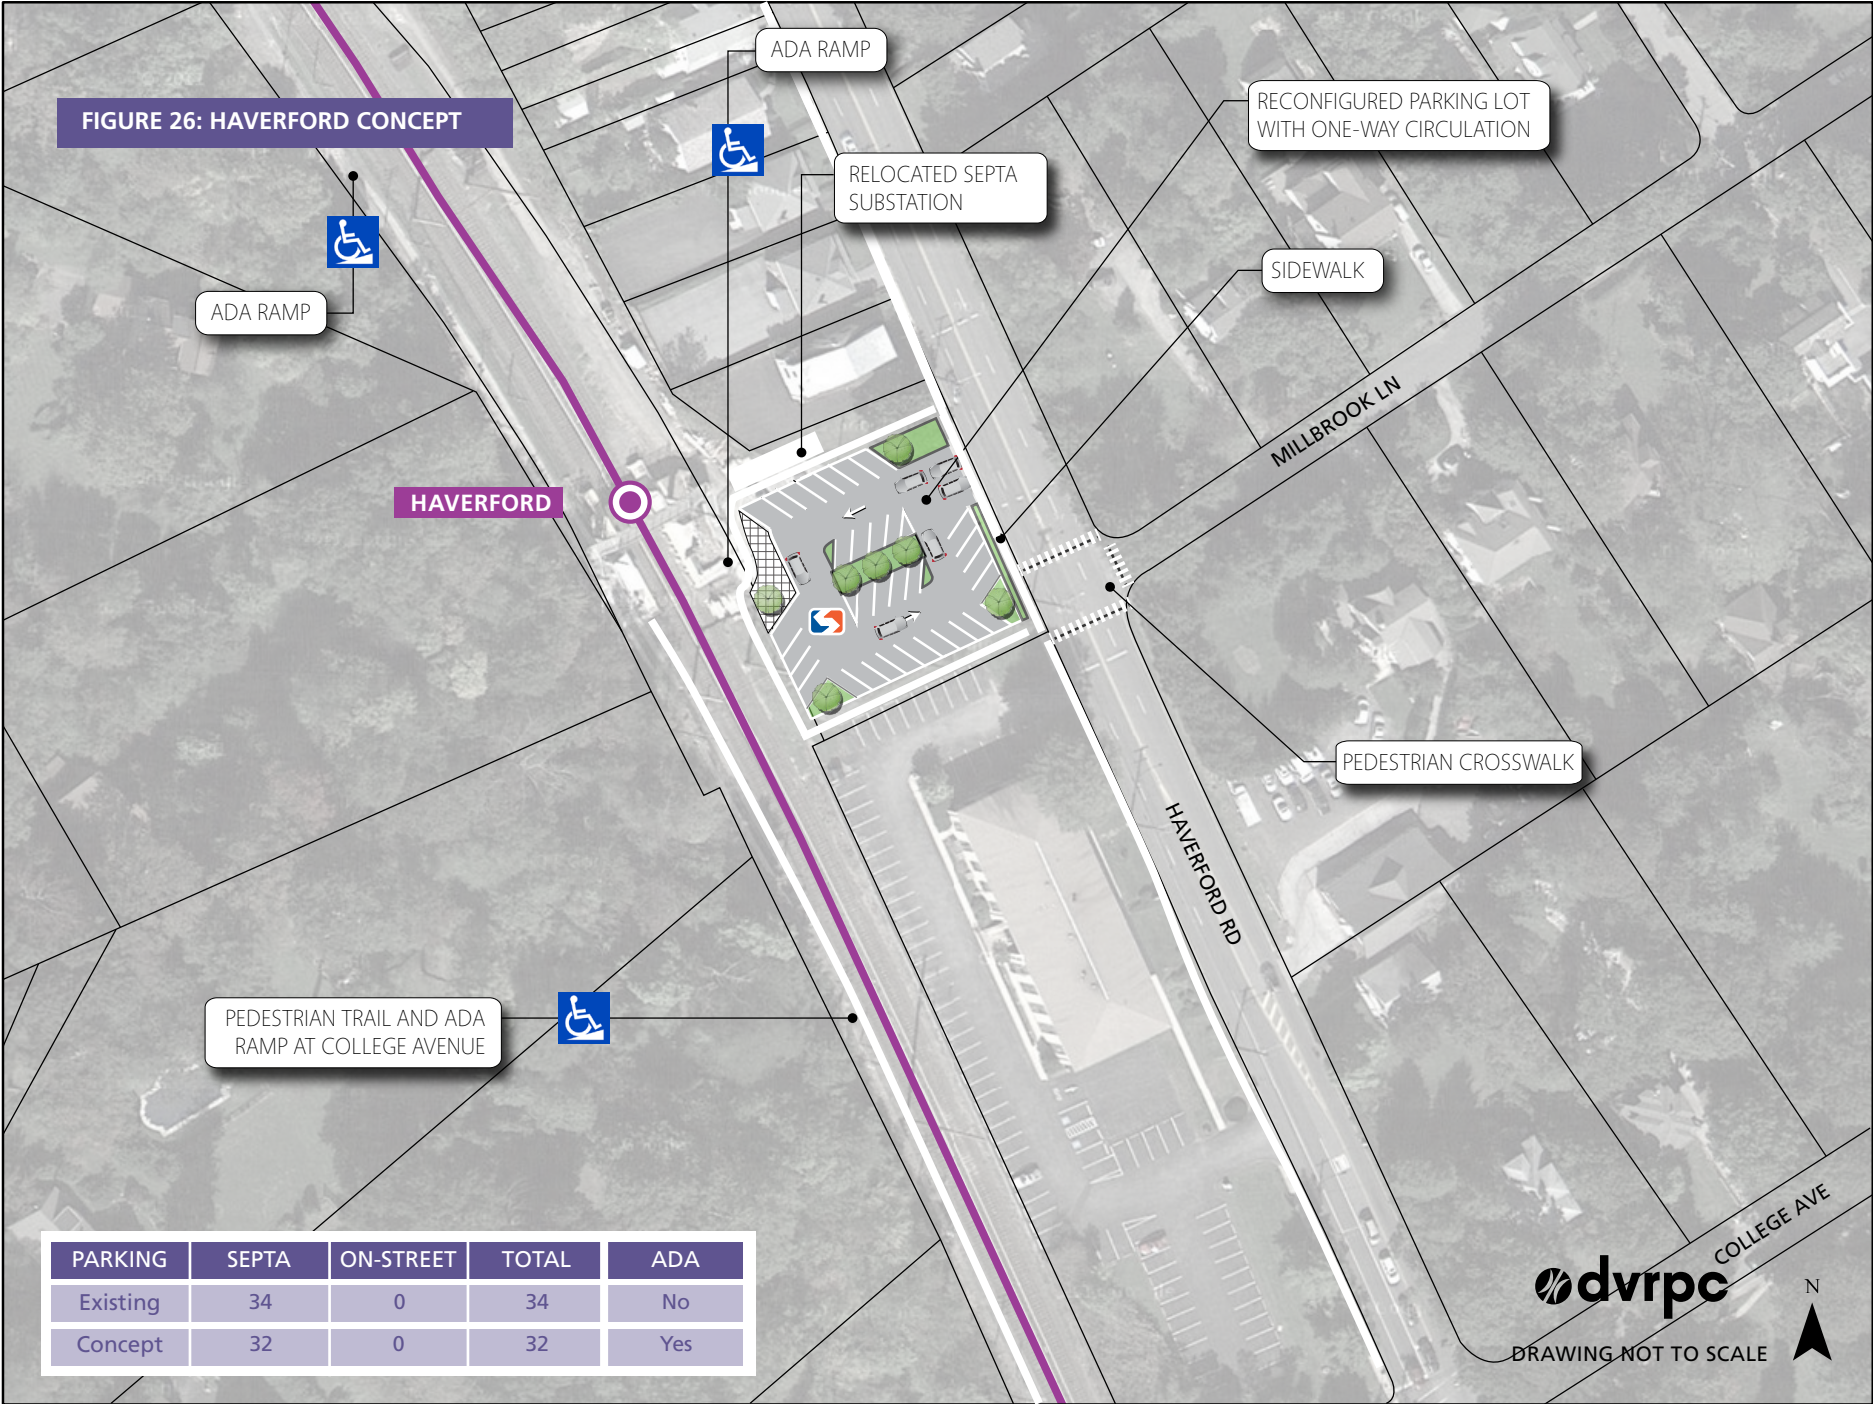 ADA RAMP
FIGURE 26: HAVERFORD CONCEPT
RECONFIGURED PARKING LOT
WITH ONE-WAY CIRCULATION
RELOCATED SEPTA
SUBSTATION
SIDEWALK
ADA RAMP
MILLBROOK LN
HAVERFORD
PEDESTRIAN CROSSWALK
HAVERFORD RD
PEDESTRIAN TRAIL AND ADA
RAMP AT COLLEGE AVENUE
COLLEGE AVE
PARKING SEPTA ON-STREET TOTAL ADA
Existing 34 0 34 No
Concept 32 0 32 Yes
dvrpc
N
DRAWING NOT TO SCALE